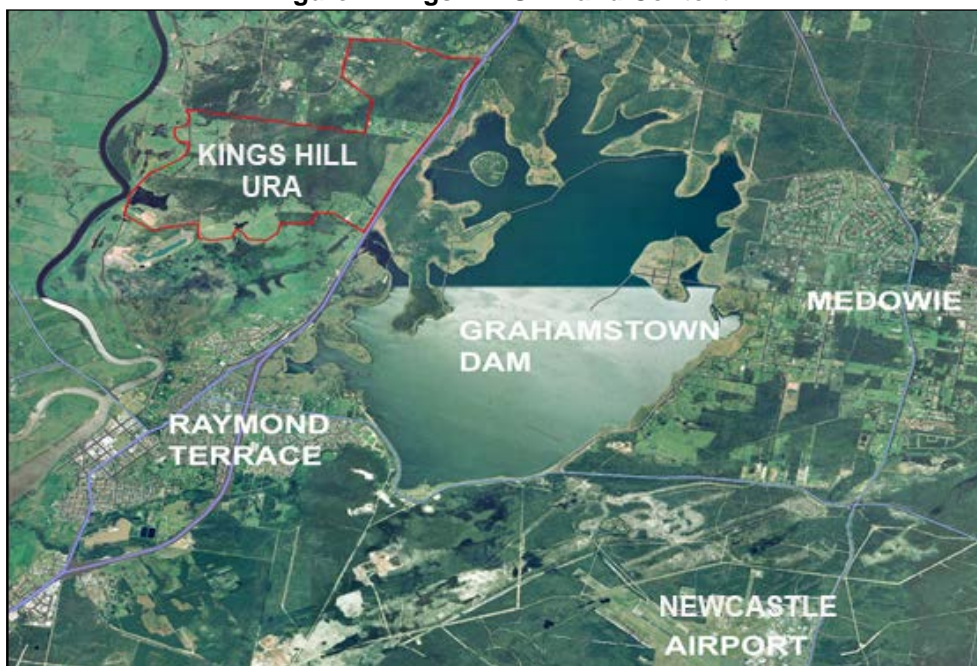 KINGS HILL
URA
GRAHAMSTOWN
DAM
MEDOWIE
RAYMOND
TERRACE
NEWCASTLE
AIRPORT